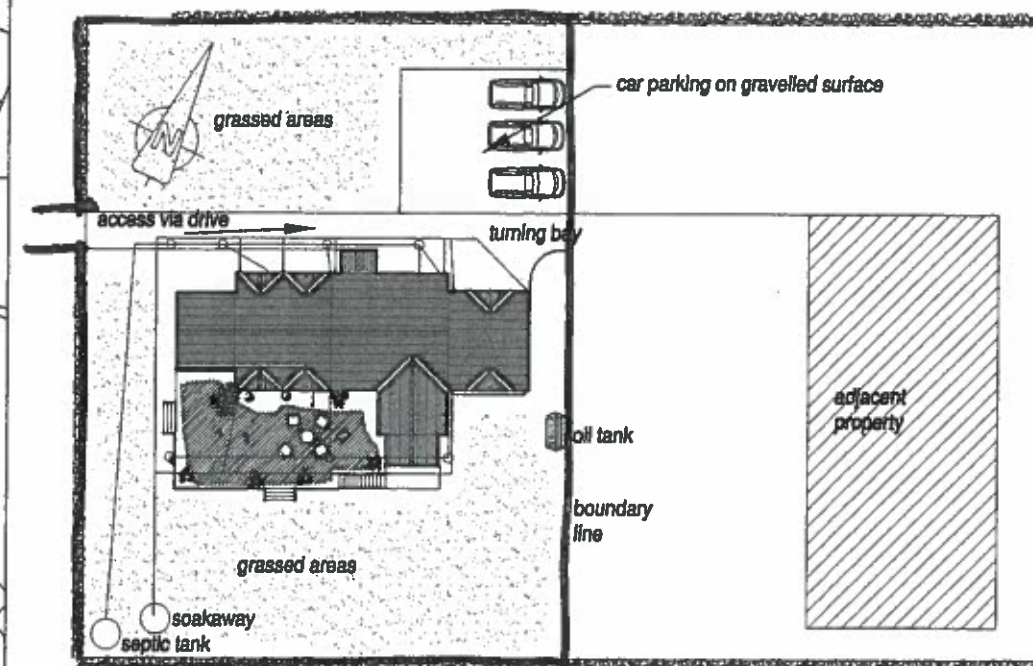 car parking on gravelled surface
grassed areas
N
access via drive
turning bay
adjacent
property
oil tank
boundary
line
grassed areas
soakaway
septic tank